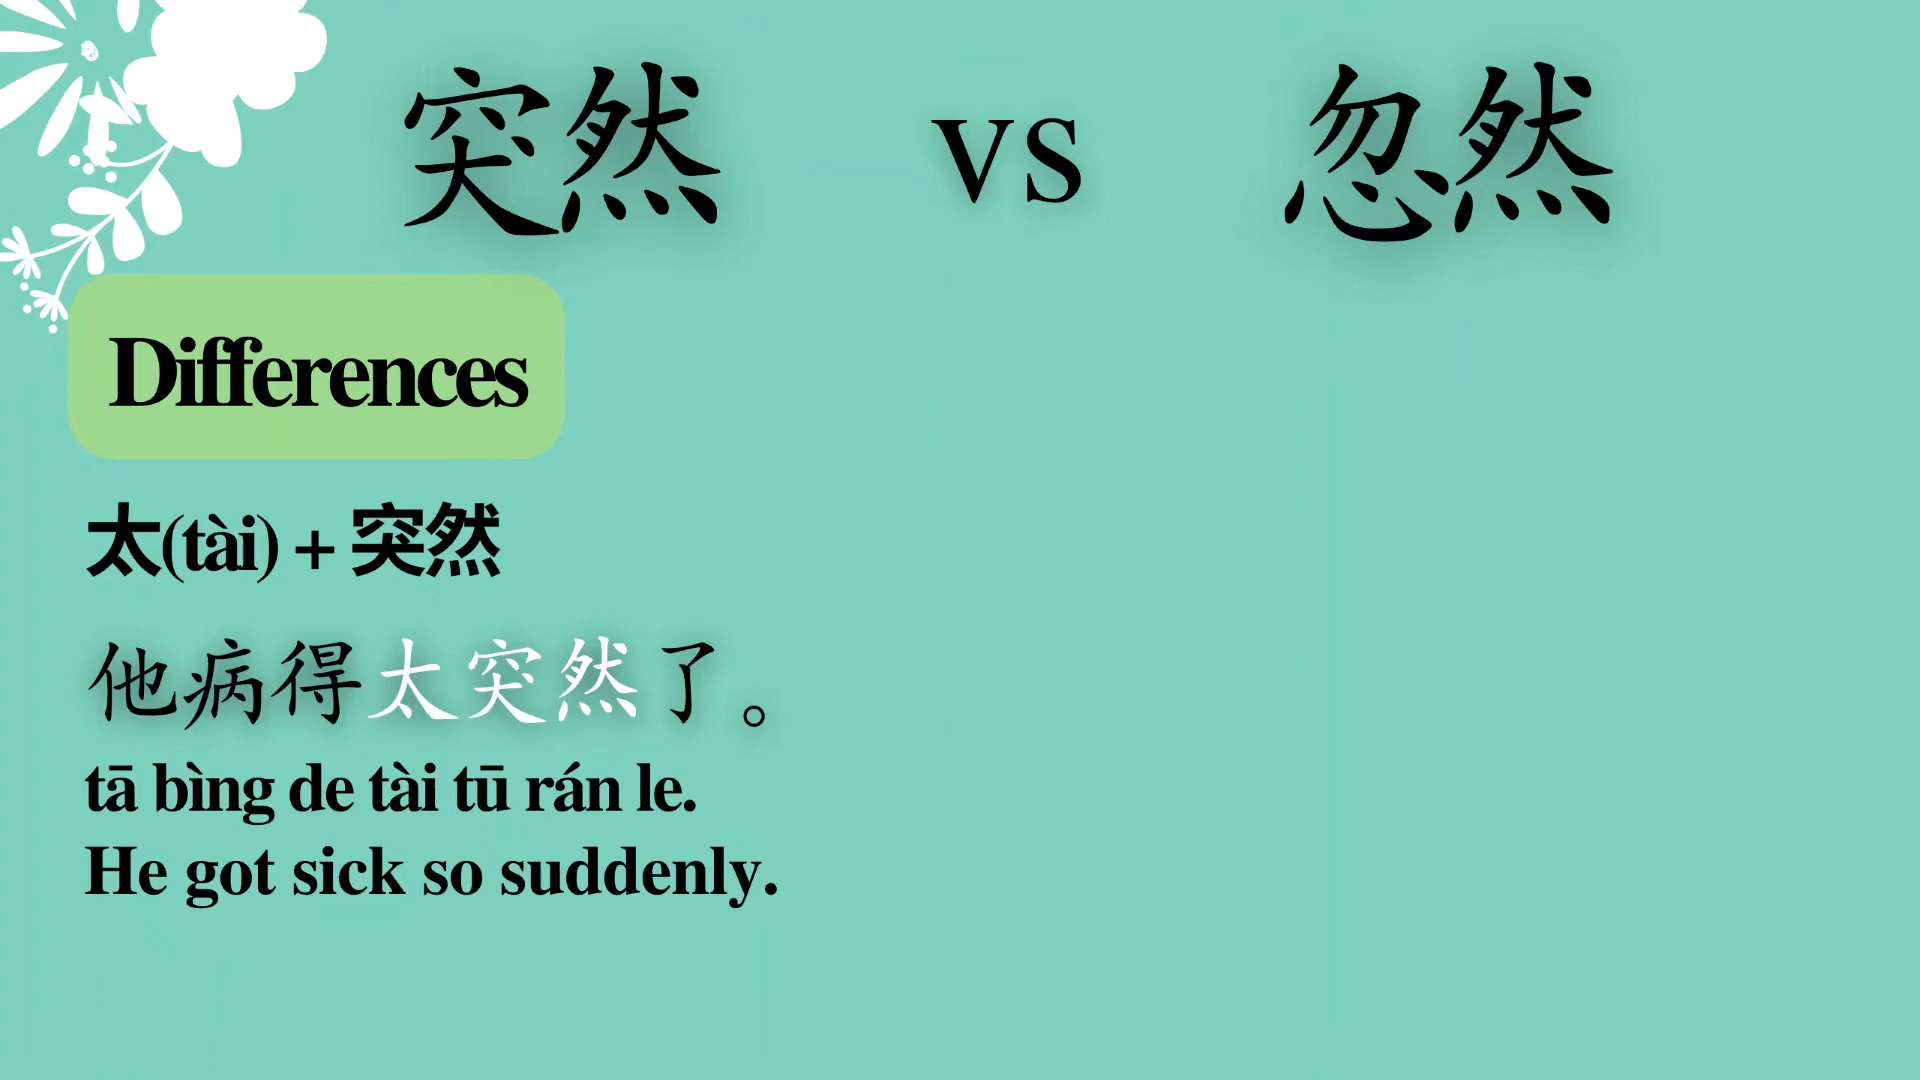 突然 vs 忽然
Differences
太(tài) + 突然
他病得太突然了。
tā bìng de tài tū rán le.
He got sick so suddenly.